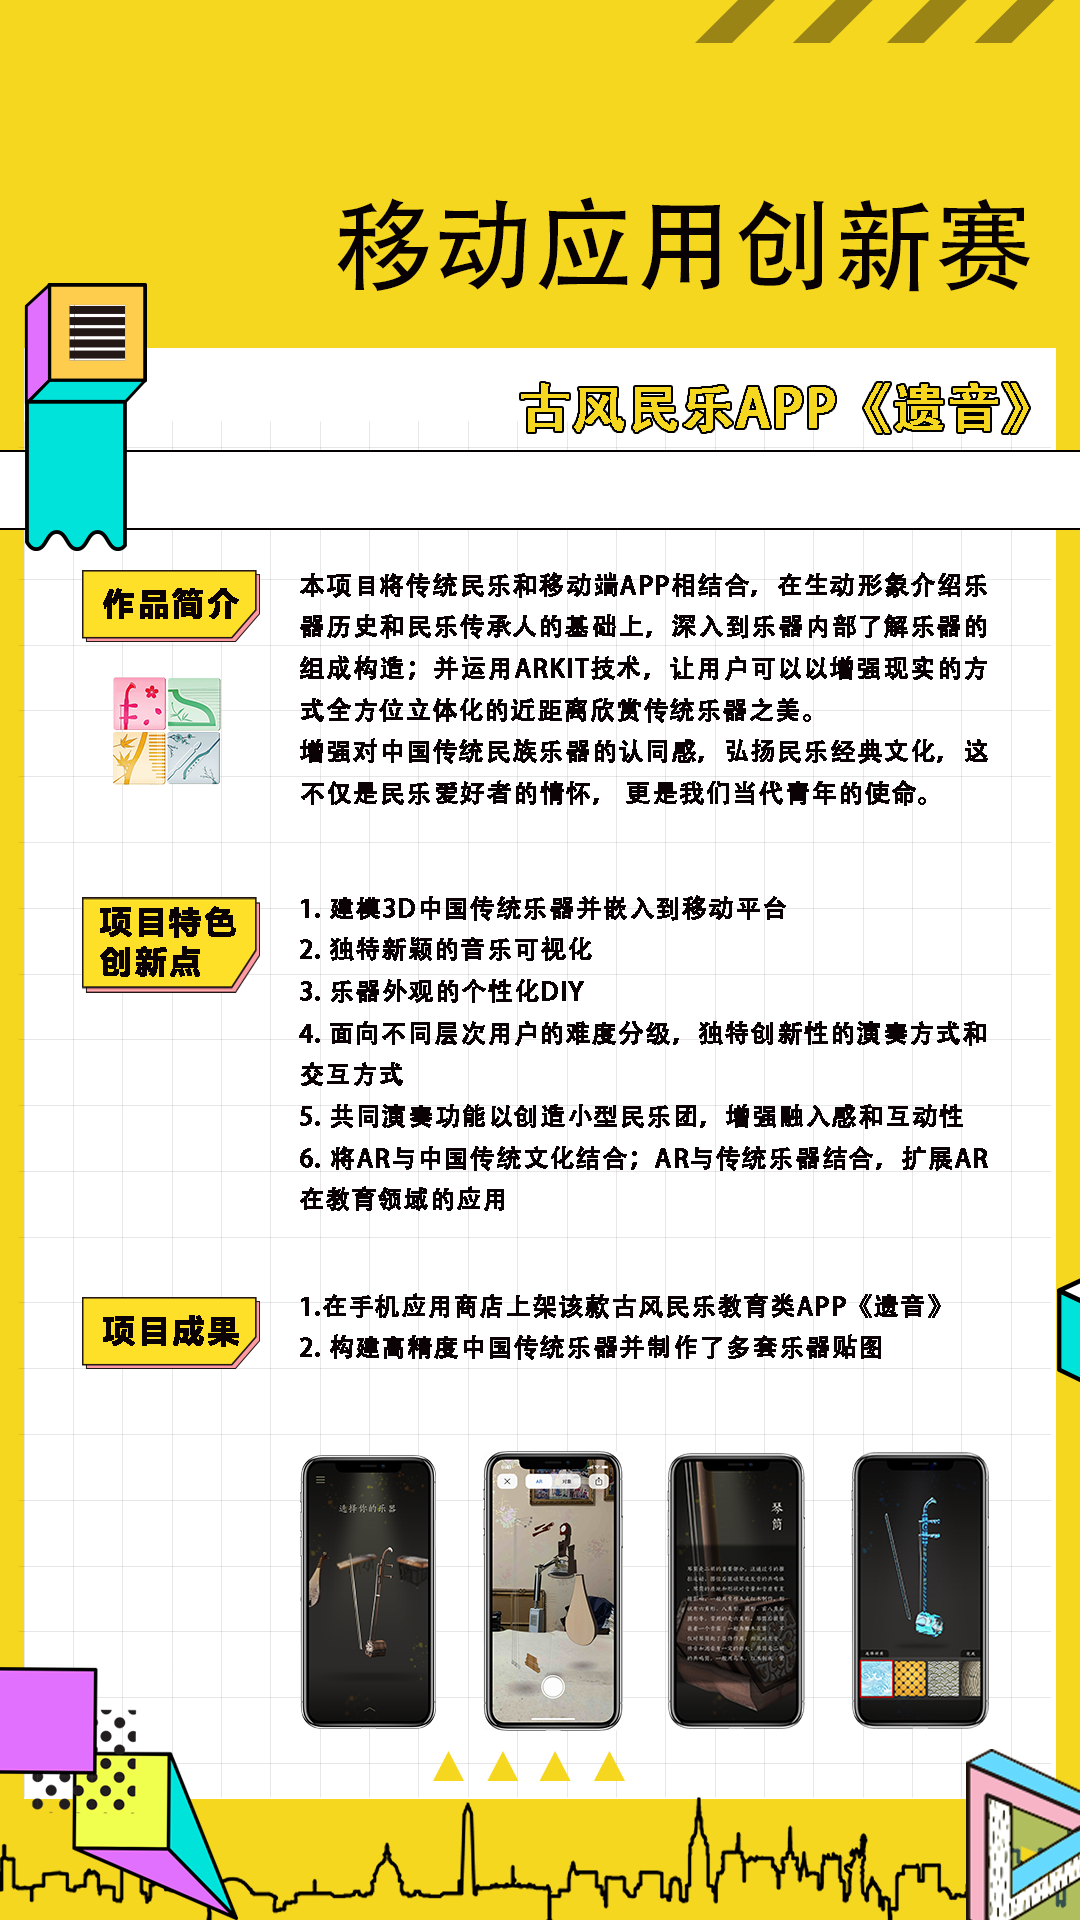 移动应用创新赛
古风民乐APP《遗音》
作品简介
本项目将传统民乐和移动端APP相结合，在生动形象介绍乐
器历史和民乐传承人的基础上，深入到乐器内部了解乐器的
组成构造；并运用ARKIT技术，让用户可以以增强现实的方
式全方位立体化的近距离欣赏传统乐器之美。
增强对中国传统民族乐器的认同感，弘扬民乐经典文化，这
不仅是民乐爱好者的情怀， 更是我们当代青年的使命。
项目特色
创新点
1. 建模3D中国传统乐器并嵌入到移动平台
2. 独特新颖的音乐可视化
3. 乐器外观的个性化DIY
4. 面向不同层次用户的难度分级，独特创新性的演奏方式和
交互方式
5. 共同演奏功能以创造小型民乐团，增强融入感和互动性
6. 将AR与中国传统文化结合；AR与传统乐器结合，扩展AR
在教育领域的应用
项目成果
1.在手机应用商店上架该款古风民乐教育类APP《遗音》
2. 构建高精度中国传统乐器并制作了多套乐器贴图
选择你的乐器
AR
对象
琴筒